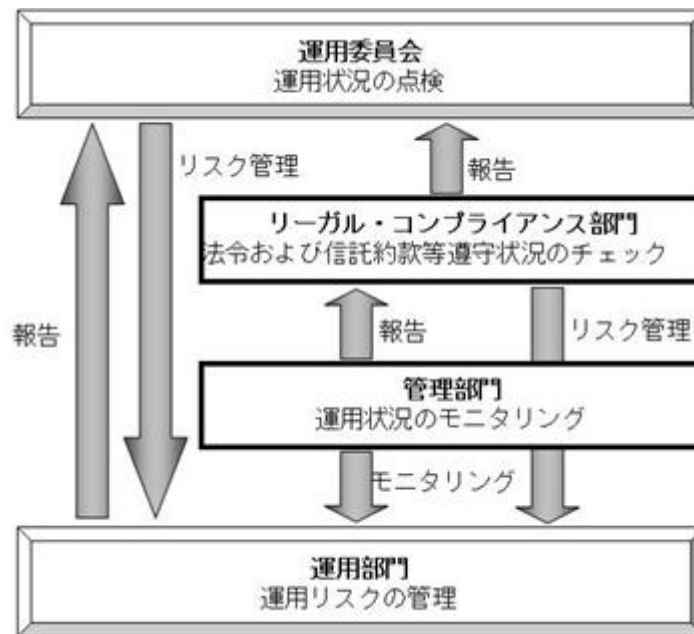 運用委員会
運用状況の点検
リスク管理
報告
リーガル・コンプライアンス部門
法令および信託約款等遵守状況のチェック
報告
報告
リスク管理
管理部門
運用状況のモニタリング
モニタリング
運用部門
運用リスクの管理